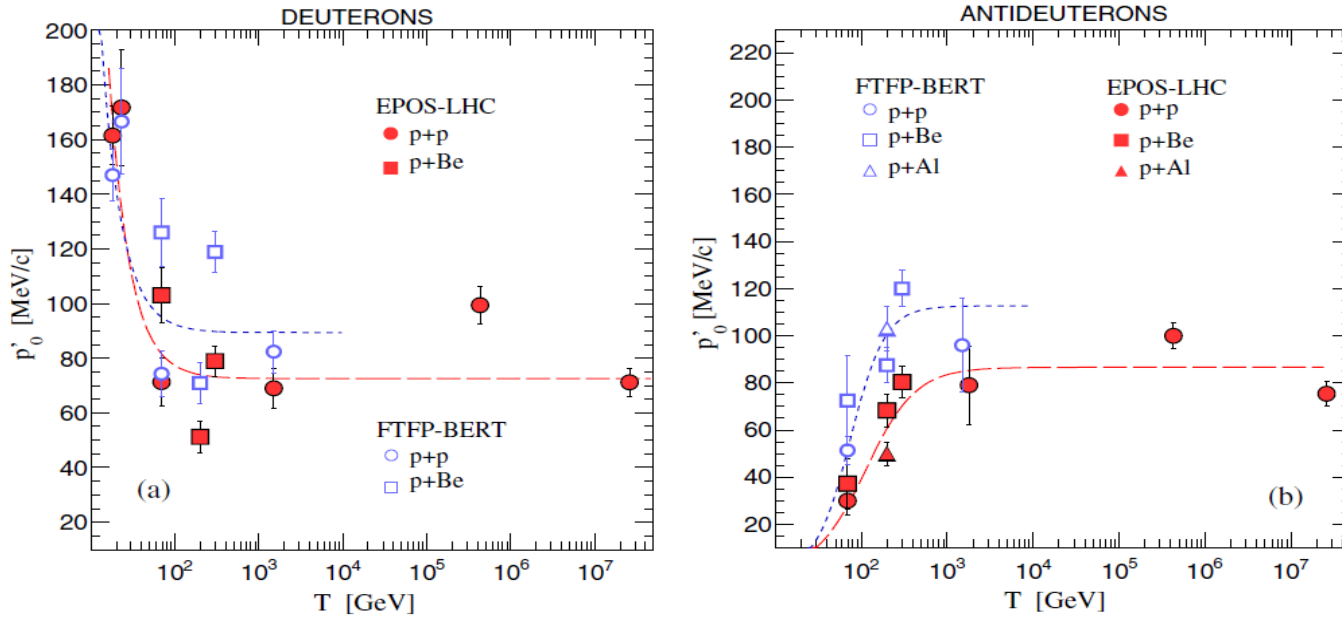 DEUTERONS
200
180
160
140
120
100
80
60
40
20
p'₀ [MeV/c]
EPOS-LHC
p+p
p+Be
FTFP-BERT
p+p
p+Be
(a)
10² 10³ 10⁴ 10⁵ 10⁶ 10⁷
T [GeV]
ANTIDEUTERONS
220
200
180
160
140
120
100
80
60
40
20
p'₀ [MeV/c]
FTFP-BERT EPOS-LHC
p+p p+p
p+Be p+Be
p+Al p+Al
(b)
10² 10³ 10⁴ 10⁵ 10⁶ 10⁷
T [GeV]